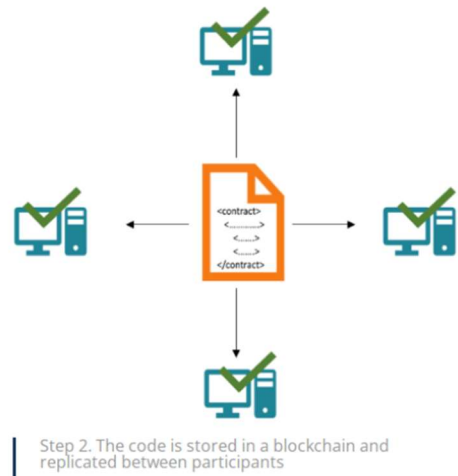 <contract>
<............>
<.....>
<.....>
</contract>
Step 2. The code is stored in a blockchain and
replicated between participants